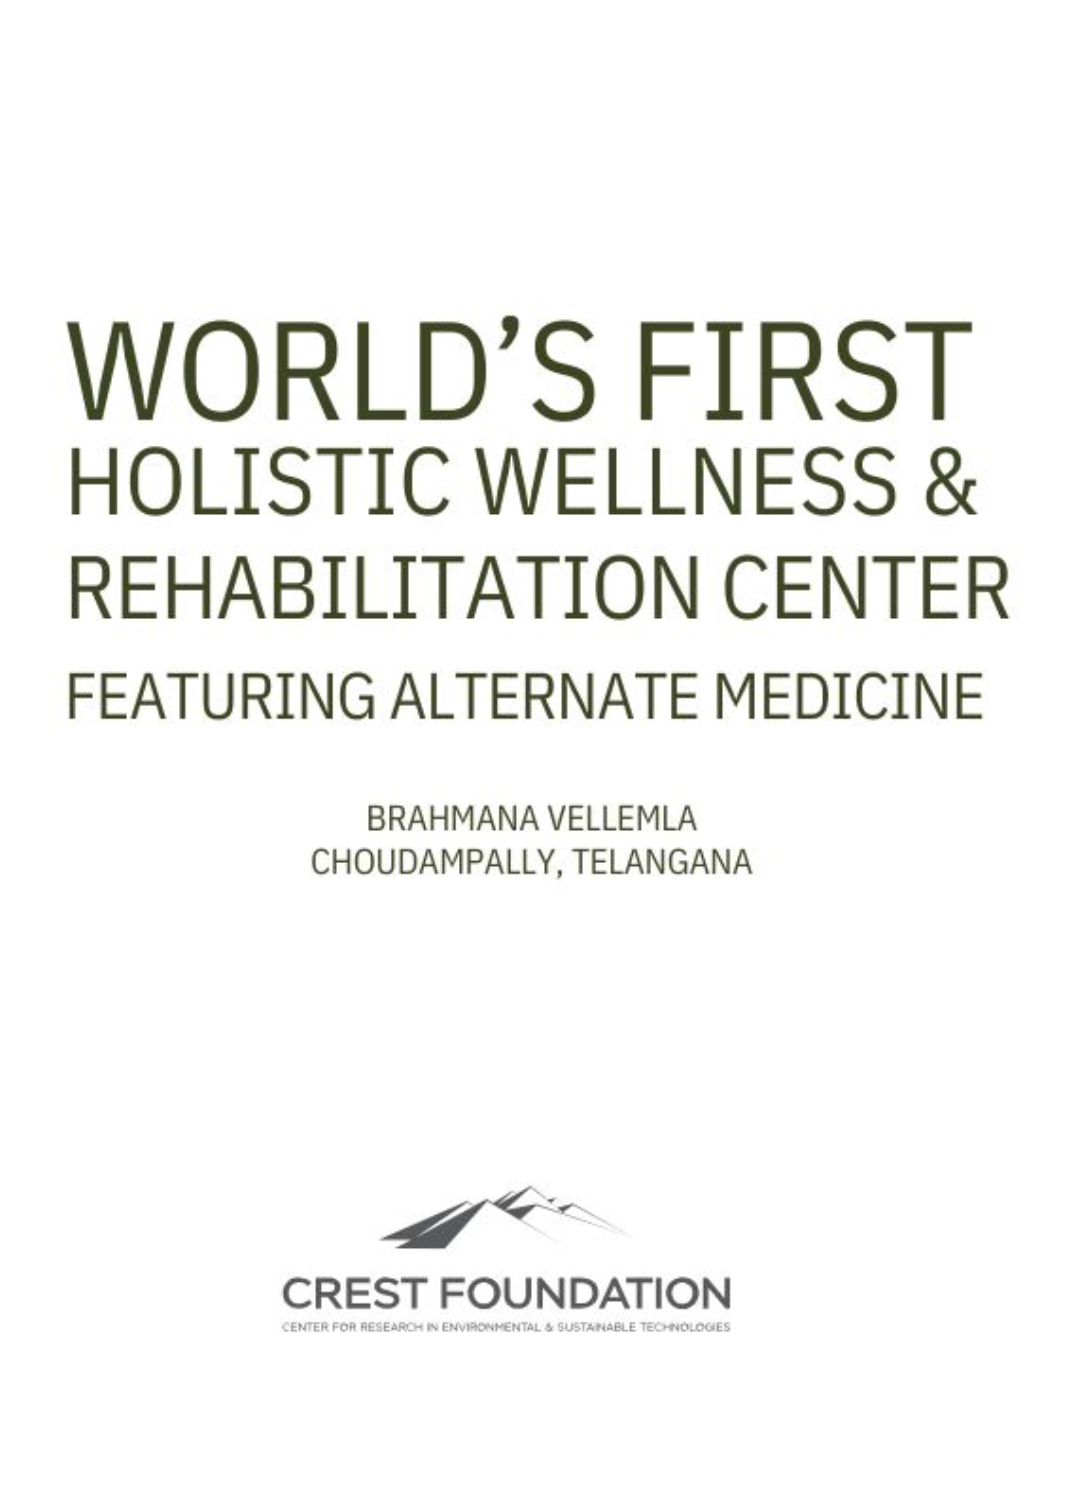 WORLD’S FIRST
HOLISTIC WELLNESS &
REHABILITATION CENTER
FEATURING ALTERNATE MEDICINE
BRAHMANA VELLEMLA
CHOUDAMPALLY, TELANGANA
CREST FOUNDATION
CENTER FOR RESEARCH IN ENVIRONMENTAL & SUSTAINABLE TECHNOLOGIES